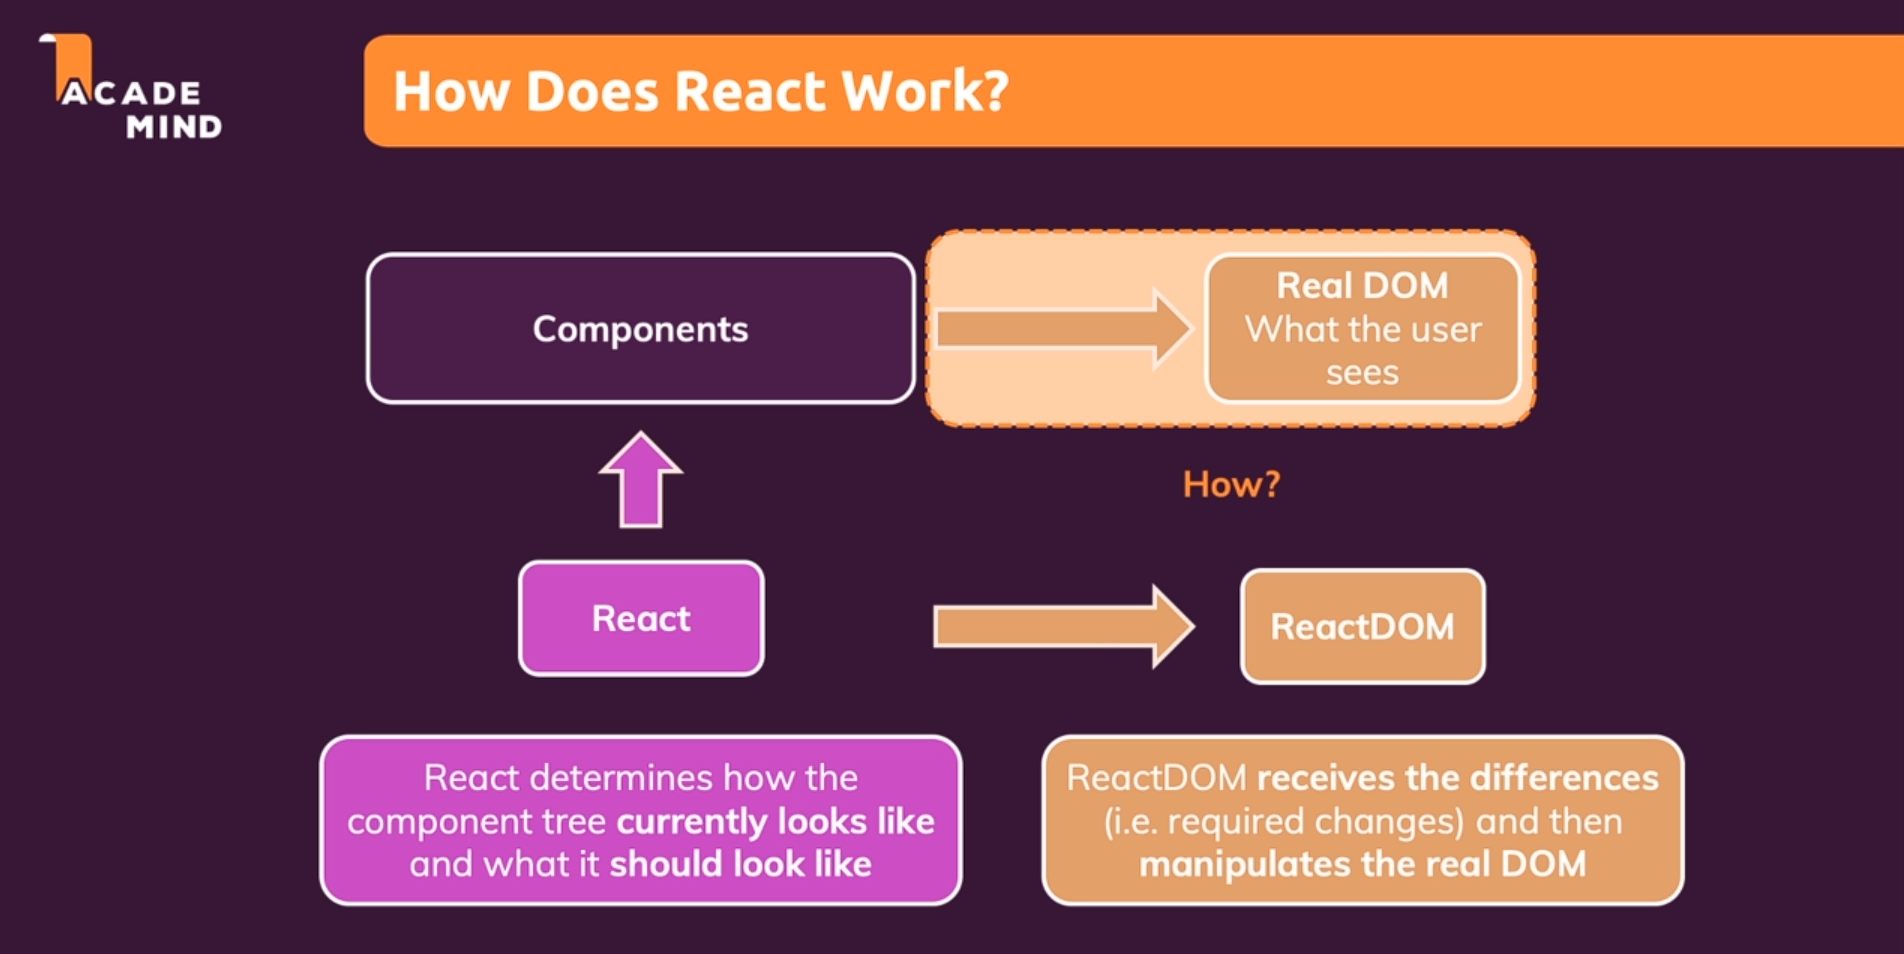 ACADE
MIND
How Does React Work?
Components
Real DOM
What the user
sees
How?
React
ReactDOM
React determines how the
component tree currently looks like
and what it should look like
ReactDOM receives the differences
(i.e. required changes) and then
manipulates the real DOM